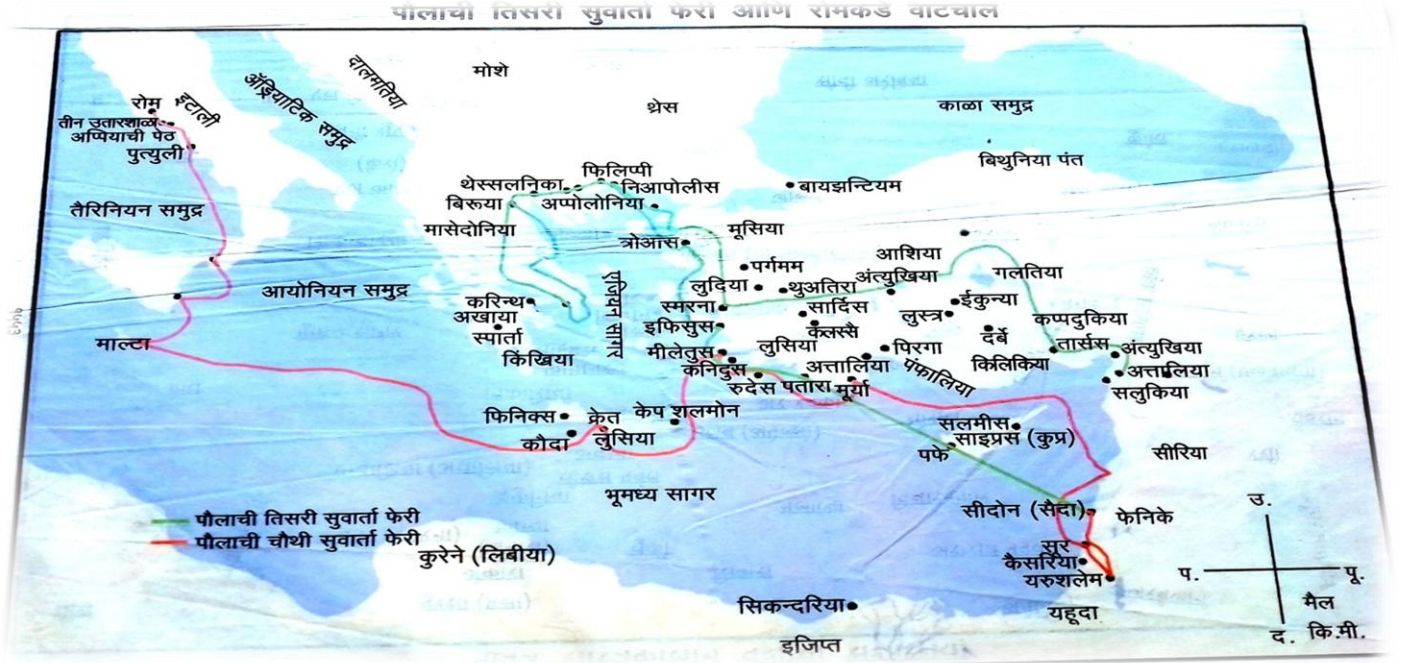 पौलाची तिसरी सुवार्ता फेरी आणि रोमकडे वाटचाल
दालमतिया
मोशे
ॲड्रियाटिक समुद्र
थ्रेस
काळा समुद्र
रोम
इटाली
तीन उतारशाळा
अप्पियाची पेठ
पुत्युली
बिथुनिया पंत
फिलिप्पी
थेस्सलनिका
निआपोलीस
बायझन्टियम
बिरूया
अप्पोलोनिया
तैरिनियन समुद्र
मासेदोनिया
मूसिया
त्रोआस
आशिया
पर्गमम
गलतिया
लुदिया
थुअतिरा
अंत्युखिया
आयोनियन समुद्र
एजियन सागर
करिन्थ
स्मरना
सार्दिस
लुस्त्र
ईकुन्या
अखाया
इफिसुस
कलस्सै
कप्पदुकिया
स्पार्ता
दर्बे
माल्टा
किंख्रिया
मीलेतुस
लुसिया
पिरगा
तार्सस
अंत्युखिया
कनिदुस
अत्तालिया
पंफालिया
किलिकिया
अत्तालिया
रुदेस
पतारा
मूर्या
सलुकिया
फिनिक्स
क्रेत
केप शलमोन
सलमीस
कौदा
लुसिया
साइप्रस (कुप्र)
पफे
सीरिया
भूमध्य सागर
सीदोन (सैदा)
फेनिके
उ.
पौलाची तिसरी सुवार्ता फेरी
पौलाची चौथी सुवार्ता फेरी
कुरेने (लिबीया)
सुर
कैसरिया
यरुशलेम
प.
पू.
सिकन्दरिया
यहूदा
मैल
द.
कि.मी.
इजिप्त